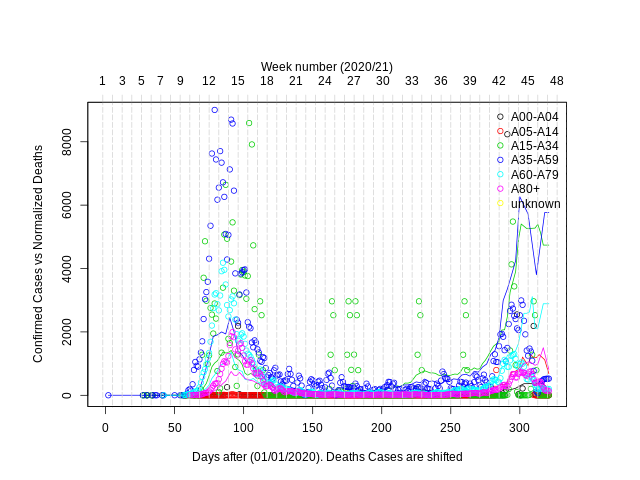 Week number (2020/21)
1 3 5 7 9 12 15 18 21 24 27 30 33 36 39 42 45 48
Confirmed Cases vs Normalized Deaths
8000
6000
4000
2000
0
A00-A04
A05-A14
A15-A34
A35-A59
A60-A79
A80+
unknown
0 50 100 150 200 250 300
Days after (01/01/2020). Deaths Cases are shifted